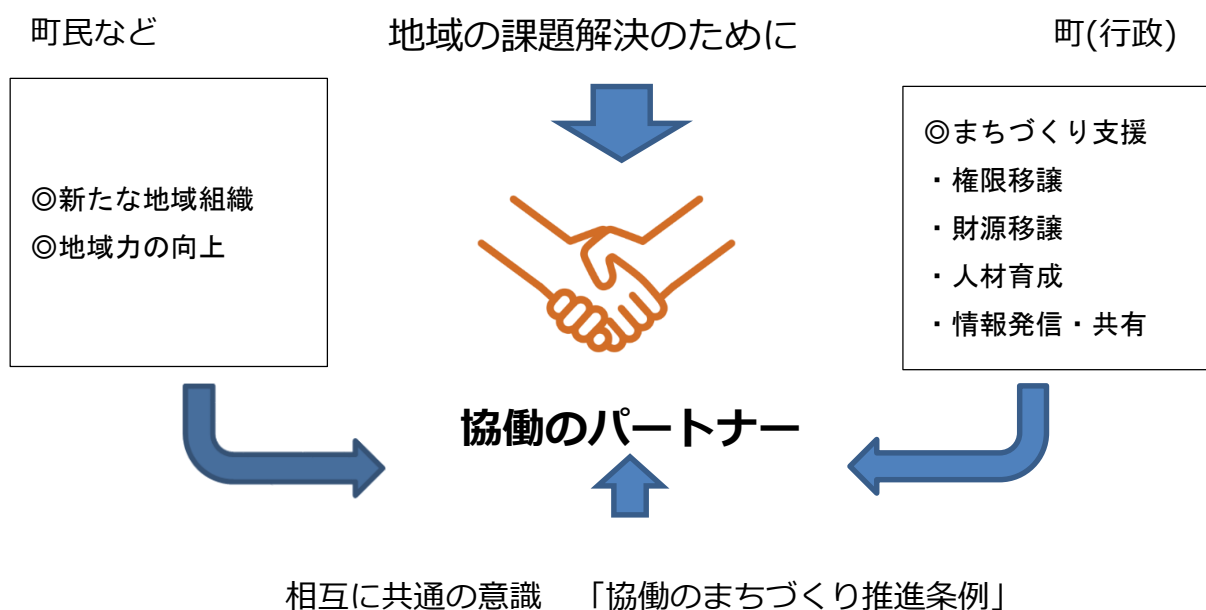 町民など
地域の課題解決のために
町(行政)
◎新たな地域組織
◎地域力の向上
◎まちづくり支援
・権限移譲
・財源移譲
・人材育成
・情報発信・共有
協働のパートナー
相互に共通の意識　「協働のまちづくり推進条例」